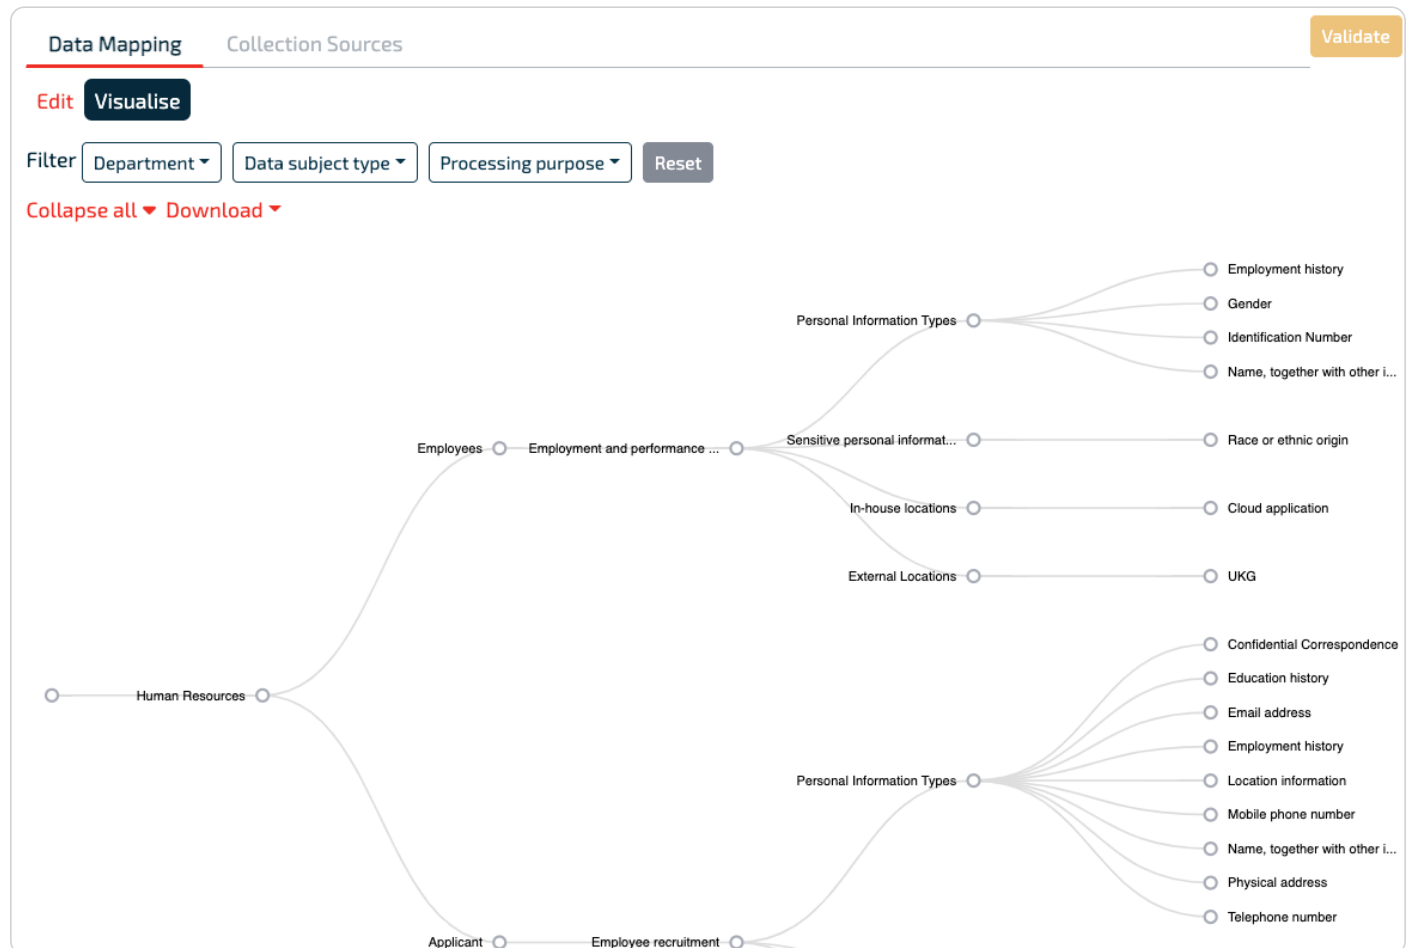 Data Mapping
Collection Sources
Validate
Edit
Visualise
Filter
Department
Data subject type
Processing purpose
Reset
Collapse all
Download
Employment history
Gender
Personal Information Types
Identification Number
Name, together with other i...
Employees
Employment and performance ...
Sensitive personal informat...
Race or ethnic origin
In-house locations
Cloud application
External Locations
UKG
Human Resources
Confidential Correspondence
Education history
Email address
Employment history
Personal Information Types
Location information
Mobile phone number
Name, together with other i...
Physical address
Telephone number
Applicant
Employee recruitment